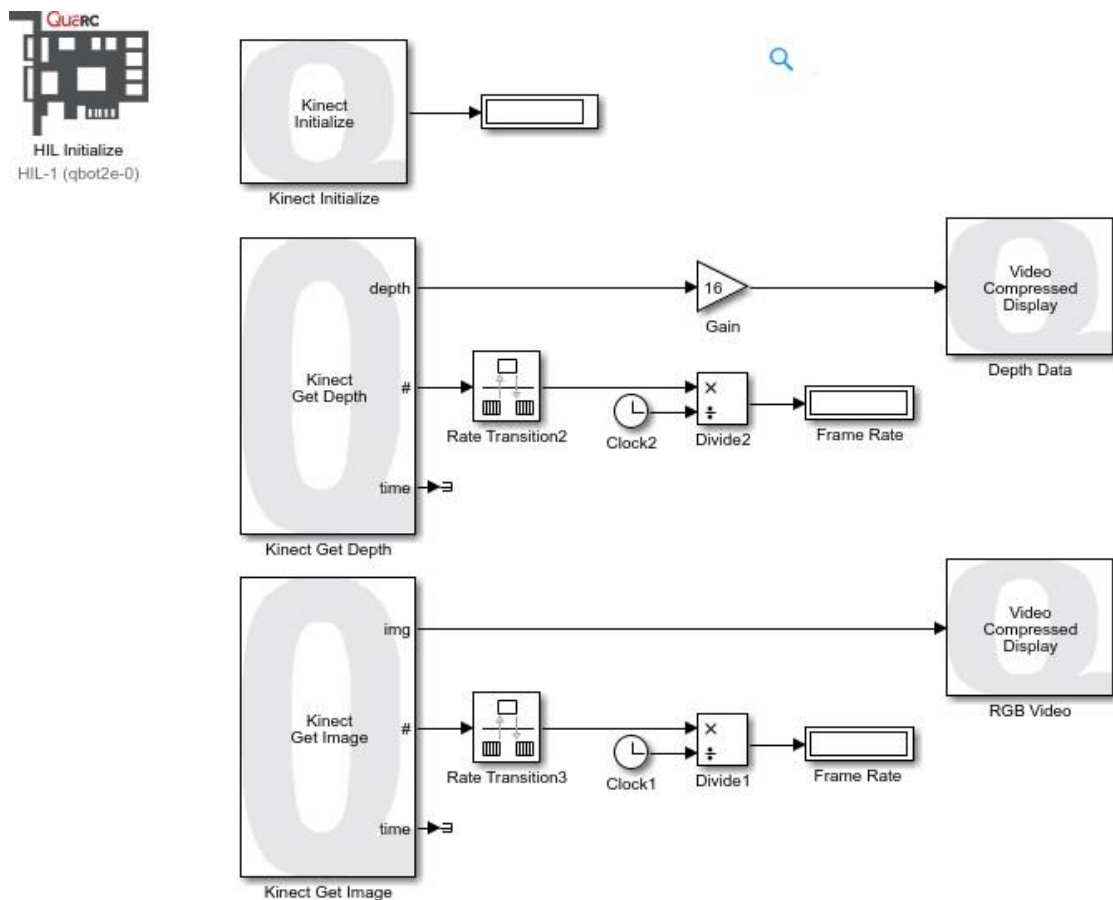 QUARC
HIL Initialize
HIL-1 (qbot2e-0)
Kinect
Initialize
Kinect Initialize
depth
16
Gain
Video
Compressed
Display
Depth Data
Kinect
Get Depth
#
Rate Transition2
Clock2
×
÷
Divide2
Frame Rate
time
Kinect Get Depth
img
Video
Compressed
Display
RGB Video
Kinect
Get Image
#
Rate Transition3
Clock1
×
÷
Divide1
Frame Rate
time
Kinect Get Image